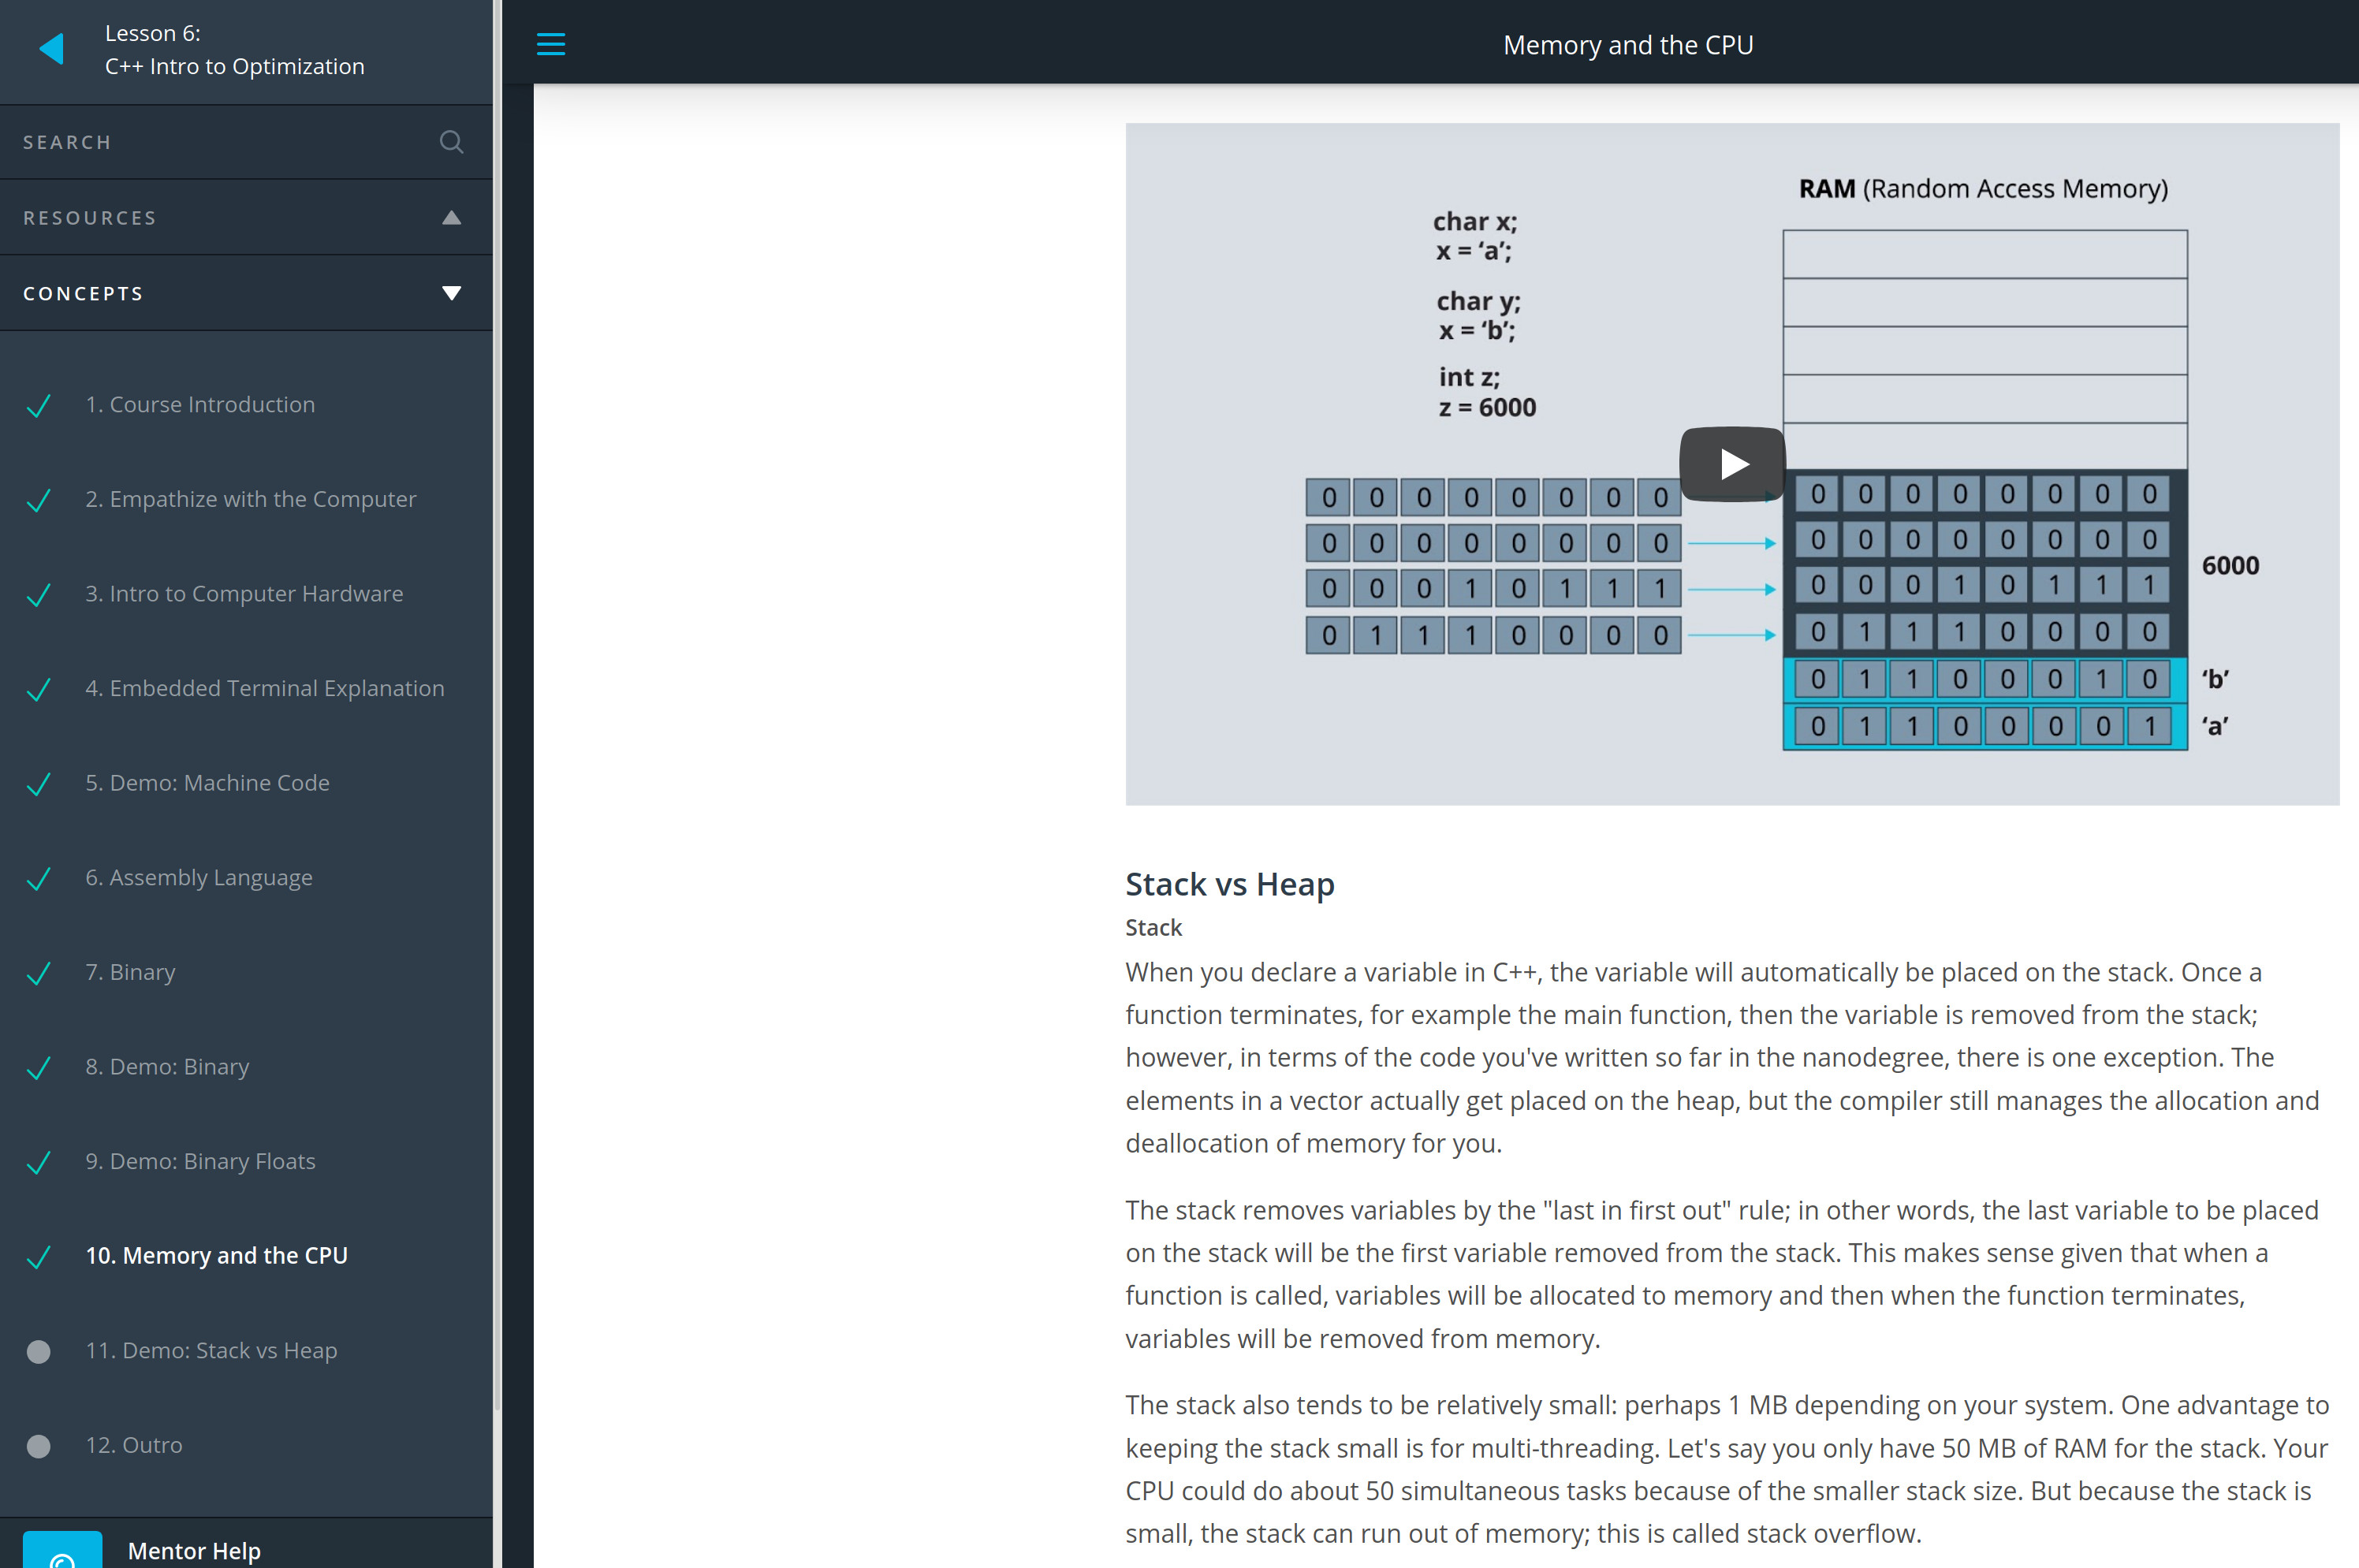 Lesson 6:
C++ Intro to Optimization
SEARCH
RESOURCES
CONCEPTS
1. Course Introduction
2. Empathize with the Computer
3. Intro to Computer Hardware
4. Embedded Terminal Explanation
5. Demo: Machine Code
6. Assembly Language
7. Binary
8. Demo: Binary
9. Demo: Binary Floats
10. Memory and the CPU
11. Demo: Stack vs Heap
12. Outro
Mentor Help
Memory and the CPU
RAM (Random Access Memory)
char x;
x = ‘a’;
char y;
x = ‘b’;
int z;
z = 6000
0 0 0 0 0 0 0 0
0 0 0 0 0 0 0 0
0 0 0 1 0 1 1 1
0 1 1 1 0 0 0 0
0 0 0 0 0 0 0 0
0 0 0 0 0 0 0 0
0 0 0 1 0 1 1 1
0 1 1 1 0 0 0 0
6000
0 1 1 0 0 0 1 0 ‘b’
0 1 1 0 0 0 0 1 ‘a’
Stack vs Heap
Stack
When you declare a variable in C++, the variable will automatically be placed on the stack. Once a
function terminates, for example the main function, then the variable is removed from the stack;
however, in terms of the code you've written so far in the nanodegree, there is one exception. The
elements in a vector actually get placed on the heap, but the compiler still manages the allocation and
deallocation of memory for you.
The stack removes variables by the "last in first out" rule; in other words, the last variable to be placed
on the stack will be the first variable removed from the stack. This makes sense given that when a
function is called, variables will be allocated to memory and then when the function terminates,
variables will be removed from memory.
The stack also tends to be relatively small: perhaps 1 MB depending on your system. One advantage to
keeping the stack small is for multi-threading. Let's say you only have 50 MB of RAM for the stack. Your
CPU could do about 50 simultaneous tasks because of the smaller stack size. But because the stack is
small, the stack can run out of memory; this is called stack overflow.